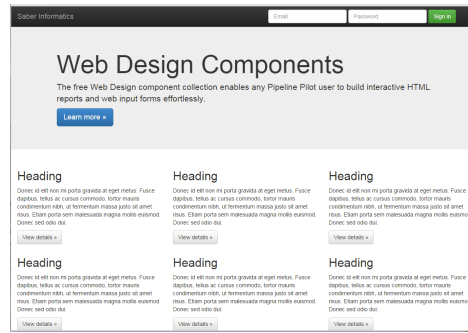 Saber Informatics Email Password Sign in
Web Design Components
The free Web Design component collection enables any Pipeline Pilot user to build interactive HTML
reports and web input forms effortlessly.
Learn more »
Heading
Donec id elit non mi porta gravida at eget metus. Fusce
dapibus, tellus ac cursus commodo, tortor mauris
condimentum nibh, ut fermentum massa justo sit amet
risus. Etiam porta sem malesuada magna mollis euismod.
Donec sed odio dui.
View details »
Heading
Donec id elit non mi porta gravida at eget metus. Fusce
dapibus, tellus ac cursus commodo, tortor mauris
condimentum nibh, ut fermentum massa justo sit amet
risus. Etiam porta sem malesuada magna mollis euismod.
Donec sed odio dui.
View details »
Heading
Donec id elit non mi porta gravida at eget metus. Fusce
dapibus, tellus ac cursus commodo, tortor mauris
condimentum nibh, ut fermentum massa justo sit amet
risus. Etiam porta sem malesuada magna mollis euismod.
Donec sed odio dui.
View details »
Heading
Donec id elit non mi porta gravida at eget metus. Fusce
dapibus, tellus ac cursus commodo, tortor mauris
condimentum nibh, ut fermentum massa justo sit amet
risus. Etiam porta sem malesuada magna mollis euismod.
Donec sed odio dui.
View details »
Heading
Donec id elit non mi porta gravida at eget metus. Fusce
dapibus, tellus ac cursus commodo, tortor mauris
condimentum nibh, ut fermentum massa justo sit amet
risus. Etiam porta sem malesuada magna mollis euismod.
Donec sed odio dui.
View details »
Heading
Donec id elit non mi porta gravida at eget metus. Fusce
dapibus, tellus ac cursus commodo, tortor mauris
condimentum nibh, ut fermentum massa justo sit amet
risus. Etiam porta sem malesuada magna mollis euismod.
Donec sed odio dui.
View details »